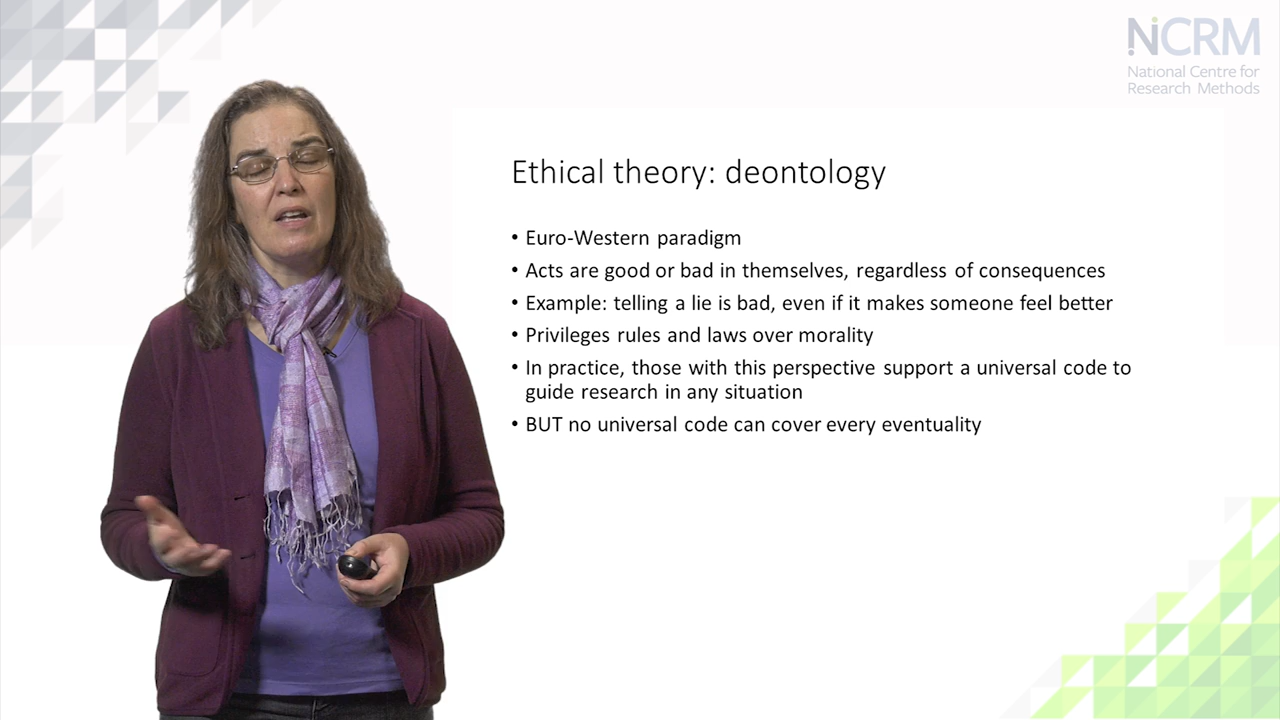 NCRM
National Centre for
Research Methods
Ethical theory: deontology
• Euro-Western paradigm
• Acts are good or bad in themselves, regardless of consequences
• Example: telling a lie is bad, even if it makes someone feel better
• Privileges rules and laws over morality
• In practice, those with this perspective support a universal code to
guide research in any situation
• BUT no universal code can cover every eventuality